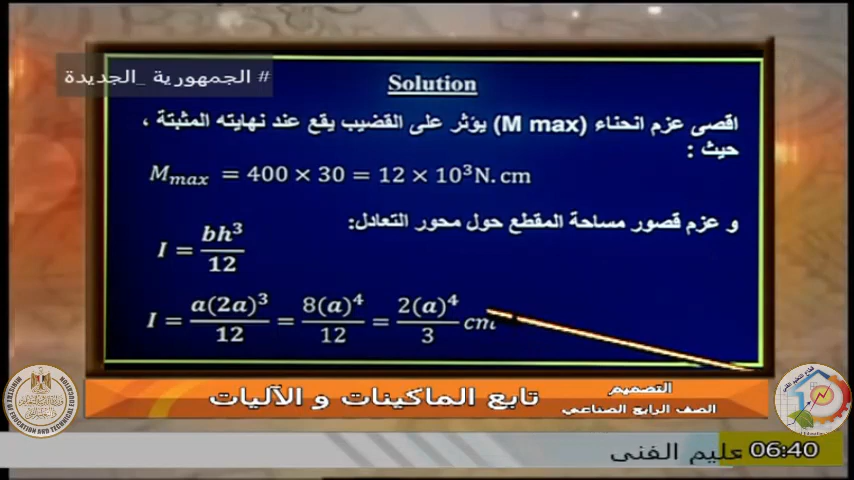 # الجمهورية _الجديدة
Solution
اقصى عزم انحناء (M max) يؤثر على القضيب يقع عند نهايته المثبتة ،
حيث :
M_max = 400 × 30 = 12 × 10³N.cm
و عزم قصور مساحة المقطع حول محور التعادل:
I = bh³/12
I = a(2a)³/12 = 8(a)⁴/12 = 2(a)⁴/3 cm
التصميم
الصف الرابع الصناعي
تابع الماكينات و الآليات
عليم الفنى
06:40